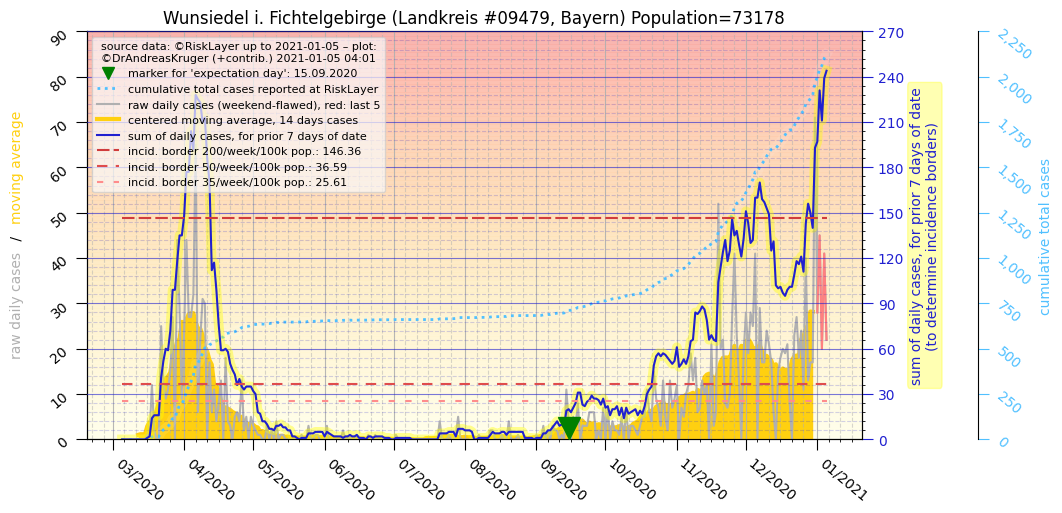 Wunsiedel i. Fichtelgebirge (Landkreis #09479, Bayern) Population=73178
source data: ©RiskLayer up to 2021-01-05 – plot:
©DrAndreasKruger (+contrib.) 2021-01-05 04:01
marker for 'expectation day': 15.09.2020
cumulative total cases reported at RiskLayer
raw daily cases (weekend-flawed), red: last 5
centered moving average, 14 days cases
sum of daily cases, for prior 7 days of date
incid. border 200/week/100k pop.: 146.36
incid. border 50/week/100k pop.: 36.59
incid. border 35/week/100k pop.: 25.61
raw daily cases / moving average
90
80
70
60
50
40
30
20
10
0
03/2020
04/2020
05/2020
06/2020
07/2020
08/2020
09/2020
10/2020
11/2020
12/2020
01/2021
270
240
210
180
150
120
90
60
30
0
sum of daily cases, for prior 7 days of date
(to determine incidence borders)
2,250
2,000
1,750
1,500
1,250
1,000
750
500
250
0
cumulative total cases